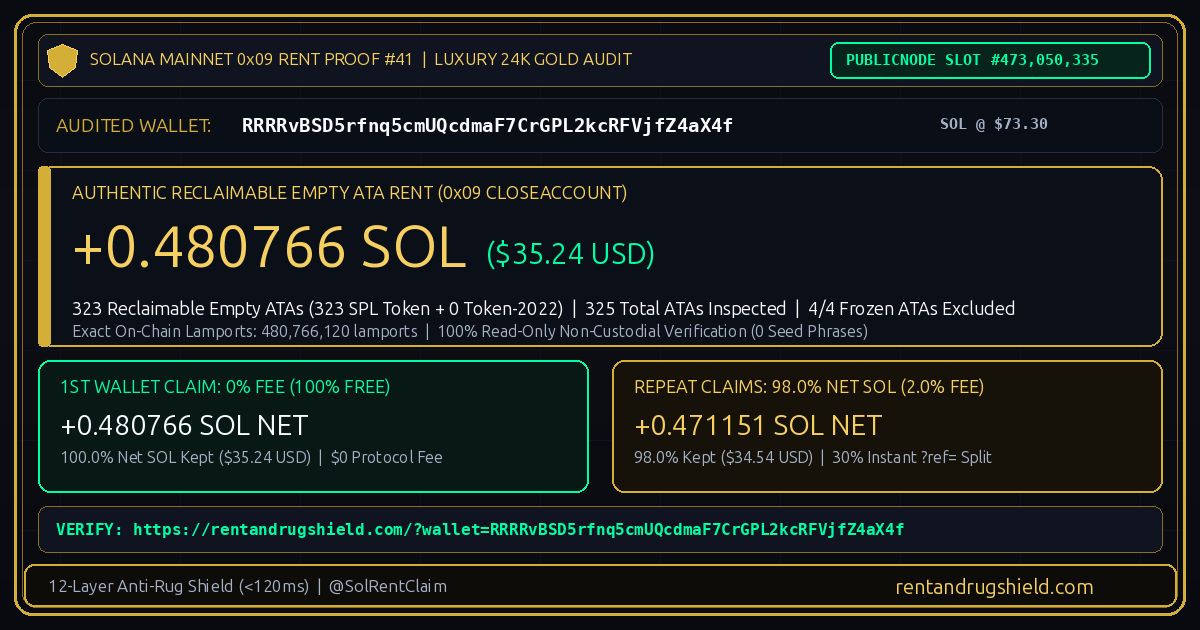 SOLANA MAINNET 0x09 RENT PROOF #41 | LUXURY 24K GOLD AUDIT
PUBLICNODE SLOT #473,050,335
AUDITED WALLET: RRRRvBSD5rfnq5cmUQcdmaF7CrGPL2kcRFVjfZ4aX4f
SOL @ $73.30
AUTHENTIC RECLAIMABLE EMPTY ATA RENT (0x09 CLOSEACCOUNT)
+0.480766 SOL ($35.24 USD)
323 Reclaimable Empty ATAs (323 SPL Token + 0 Token-2022) | 325 Total ATAs Inspected | 4/4 Frozen ATAs Excluded
Exact On-Chain Lamports: 480,766,120 lamports | 100% Read-Only Non-Custodial Verification (0 Seed Phrases)
1ST WALLET CLAIM: 0% FEE (100% FREE)
+0.480766 SOL NET
100.0% Net SOL Kept ($35.24 USD) | $0 Protocol Fee
REPEAT CLAIMS: 98.0% NET SOL (2.0% FEE)
+0.471151 SOL NET
98.0% Kept ($34.54 USD) | 30% Instant ?ref= Split
VERIFY: https://rentandrugshield.com/?wallet=RRRRvBSD5rfnq5cmUQcdmaF7CrGPL2kcRFVjfZ4aX4f
12-Layer Anti-Rug Shield (<120ms) | @SolRentClaim
rentandrugshield.com